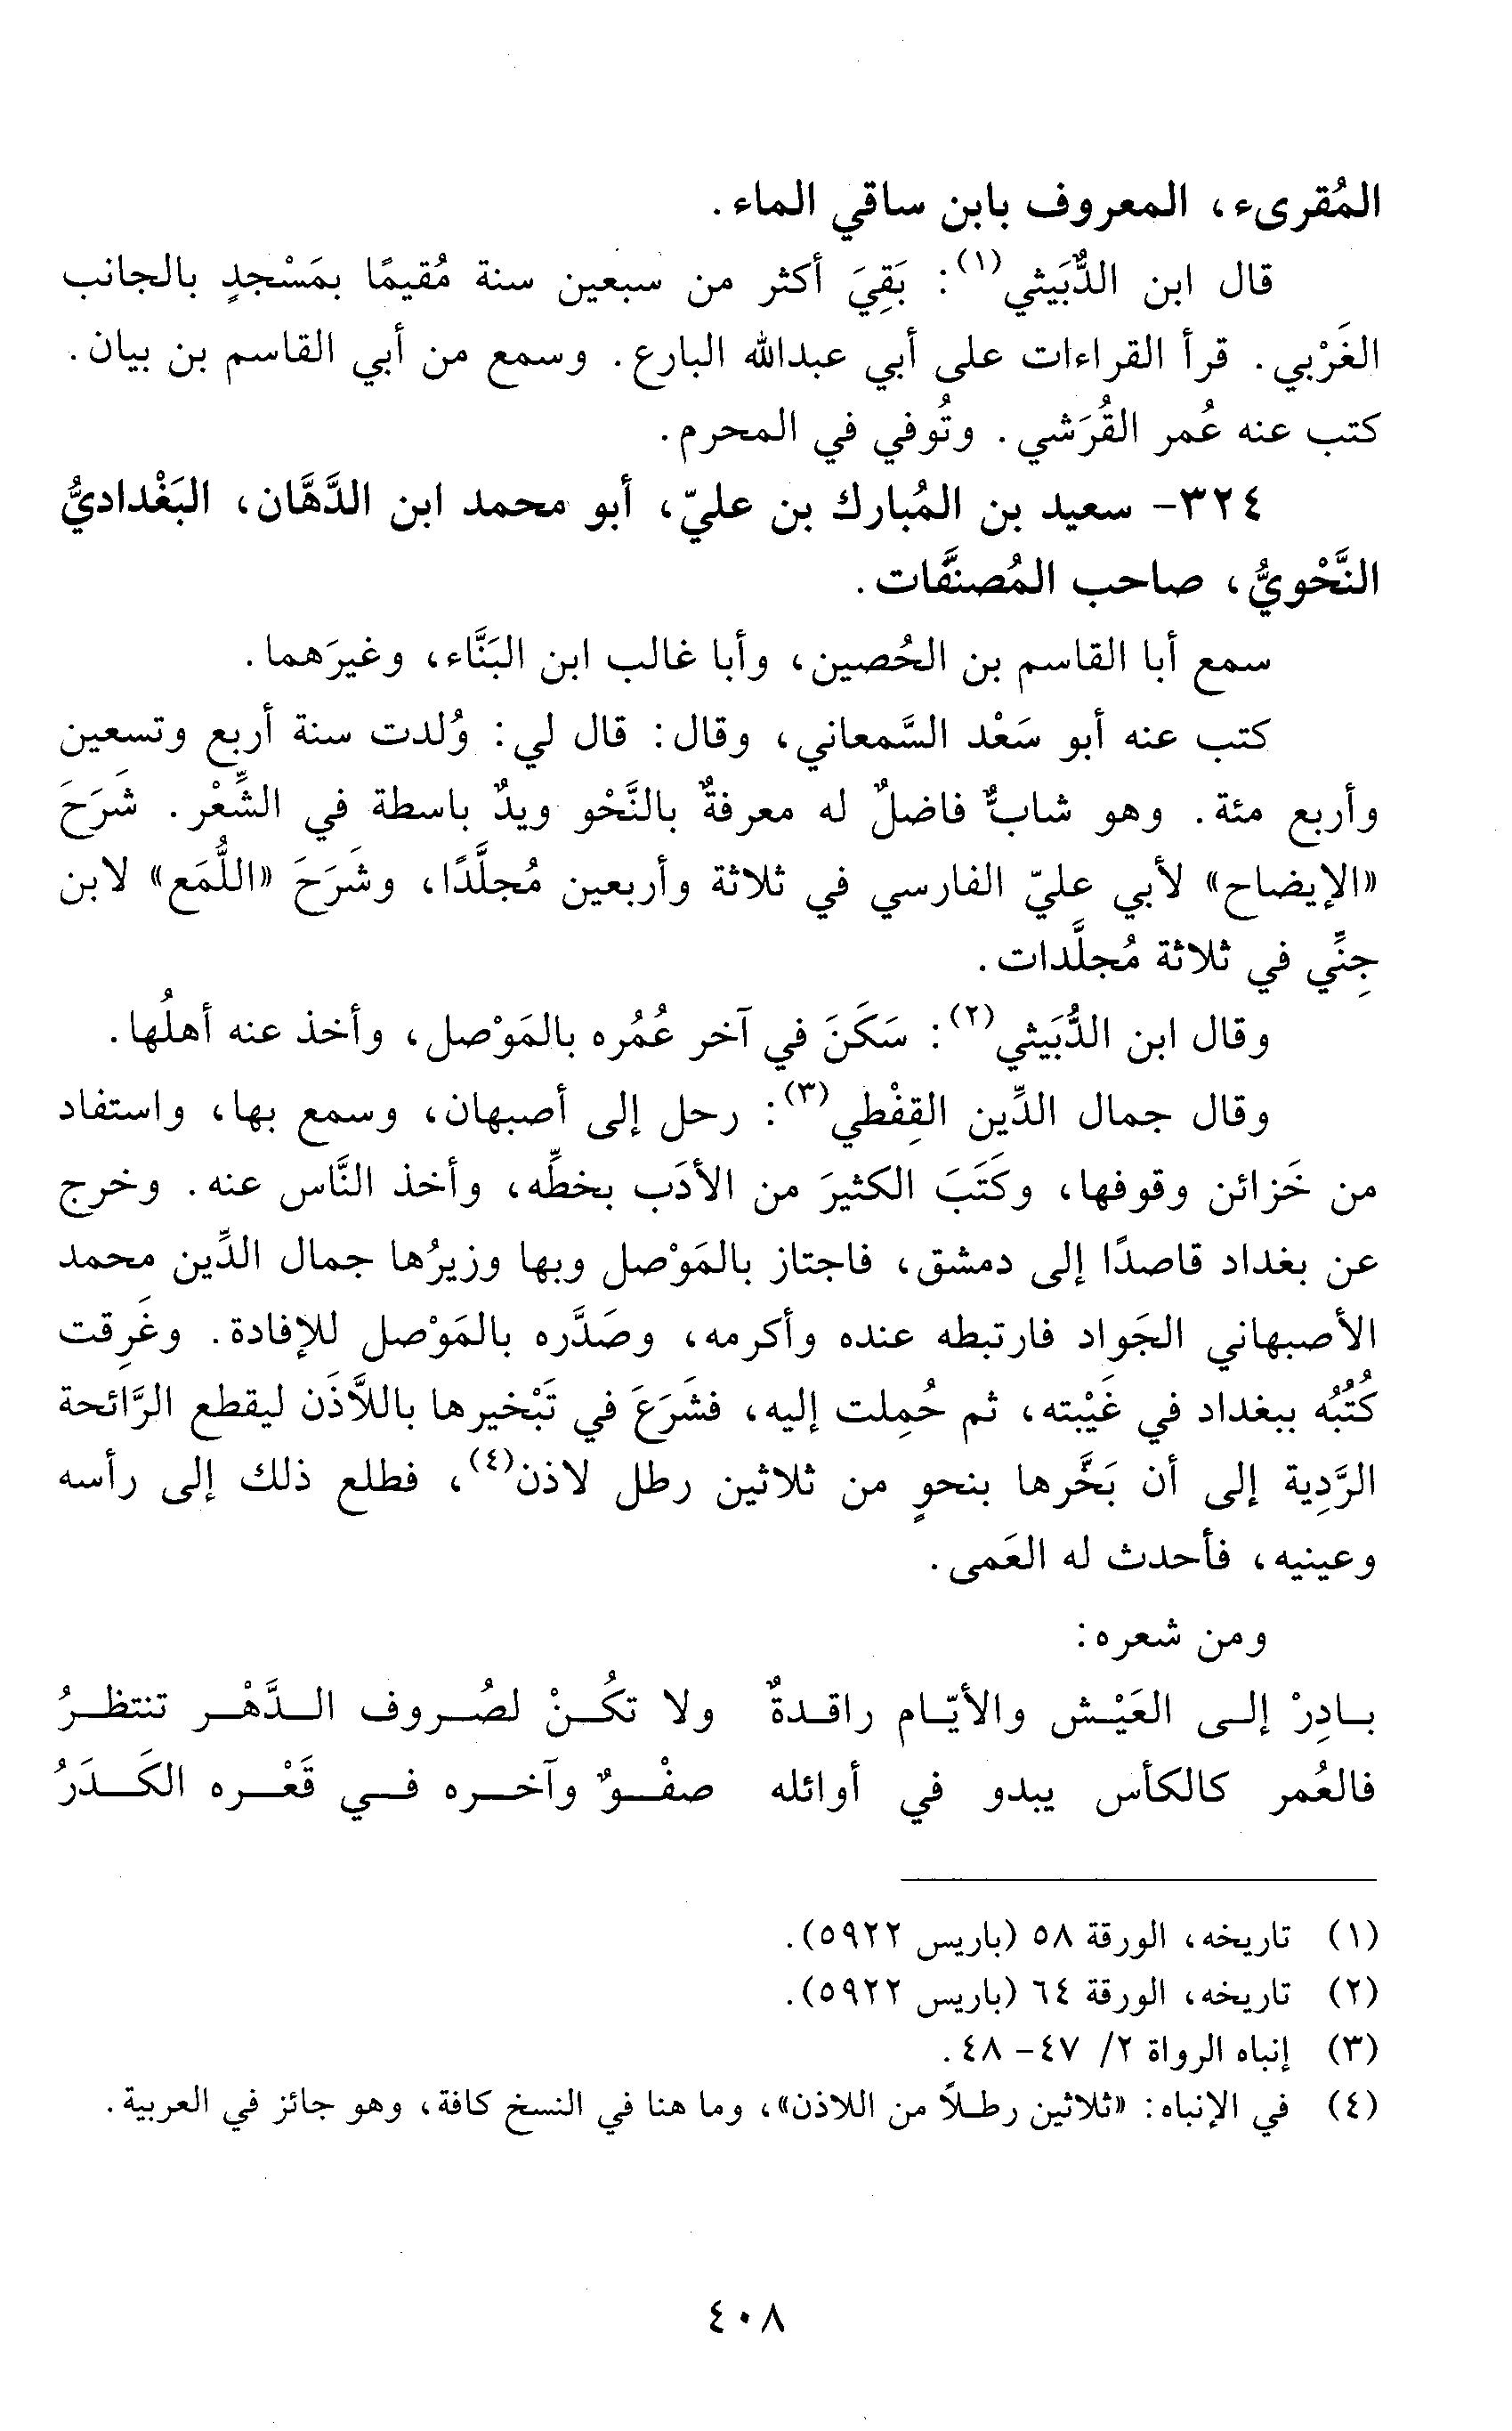 المُقرىء، المعروف بابن ساقي الماء.
قال ابن الدُّبَيثي(١): بَقِيَ أكثر من سبعين سنة مُقيمًا بمَسْجدٍ بالجانب
الغَرْبي. قرأ القراءات على أبي عبدالله البارع. وسمع من أبي القاسم بن بيان.
كتب عنه عُمر القُرَشي. وتُوفي في المحرم.
٣٢٤- سعيد بن المُبارك بن عليّ، أبو محمد ابن الدَّهَّان، البَغْداديُّ
النَّحْويُّ، صاحب المُصنَّفات.
سمع أبا القاسم بن الحُصين، وأبا غالب ابن البَنَّاء، وغيرَهما.
كتب عنه أبو سَعْد السَّمعاني، وقال: قال لي: وُلدت سنة أربع وتسعين
وأربع مئة. وهو شابٌّ فاضلٌ له معرفةٌ بالنَّحْو ويدٌ باسطة في الشِّعْر. شَرَحَ
«الإيضاح» لأبي عليّ الفارسي في ثلاثة وأربعين مُجلَّدًا، وشَرَحَ «اللُّمَع» لابن
جِنِّي في ثلاثة مُجلَّدات.
وقال ابن الدُّبَيثي(٢): سَكَنَ في آخر عُمُره بالمَوْصل، وأخذ عنه أهلُها.
وقال جمال الدِّين القِفْطي(٣): رحل إلى أصبهان، وسمع بها، واستفاد
من خَزائن وقوفها، وكَتَبَ الكثيرَ من الأدَب بخطِّه، وأخذ النَّاس عنه. وخرج
عن بغداد قاصدًا إلى دمشق، فاجتاز بالمَوْصل وبها وزيرُها جمال الدِّين محمد
الأصبهاني الجَواد فارتبطه عنده وأكرمه، وصَدَّره بالمَوْصل للإفادة. وغَرِقت
كُتُبُه ببغداد في غَيْبته، ثم حُمِلت إليه، فشَرَعَ في تَبْخيرها باللاَّذَن ليقطع الرَّائحة
الرَّدِية إلى أن بَخَّرها بنحوٍ من ثلاثين رطل لاذن(٤)، فطلع ذلك إلى رأسه
وعينيه، فأحدث له العَمى.
ومن شعره:
بادِرْ إلى العَيْش والأيّام راقدةٌ ولا تكُنْ لصُروف الدَّهْر تنتظرُ
فالعُمر كالكأس يبدو في أوائله صفْوٌ وآخره في قَعْره الكَدَرُ
(١) تاريخه، الورقة ٥٨ (باريس ٥٩٢٢).
(٢) تاريخه، الورقة ٦٤ (باريس ٥٩٢٢).
(٣) إنباه الرواة ٢/ ٤٧- ٤٨.
(٤) في الإنباه: «ثلاثين رطلاً من اللاذن»، وما هنا في النسخ كافة، وهو جائز في العربية.
٤٠٨